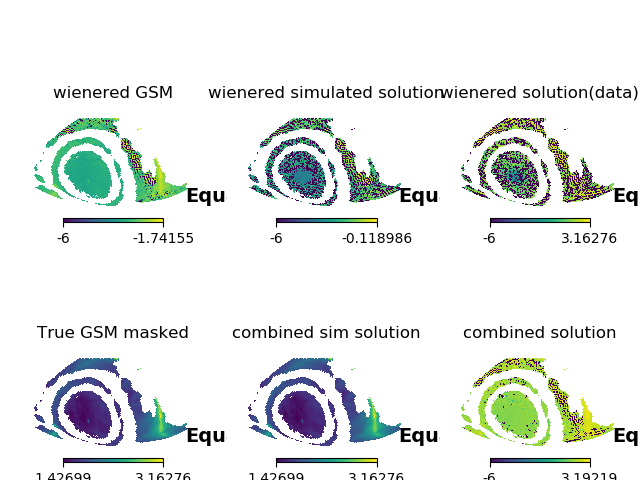 wienered GSM
wienered simulated solution
wienered solution(data)
Equ
Equ
Eq
-6
-1.74155
-6
-0.118986
-6
3.16276
True GSM masked
combined sim solution
combined solution
Equ
Equ
Eq
1.42699
3.16276
1.42699
3.16276
-6
3.19219